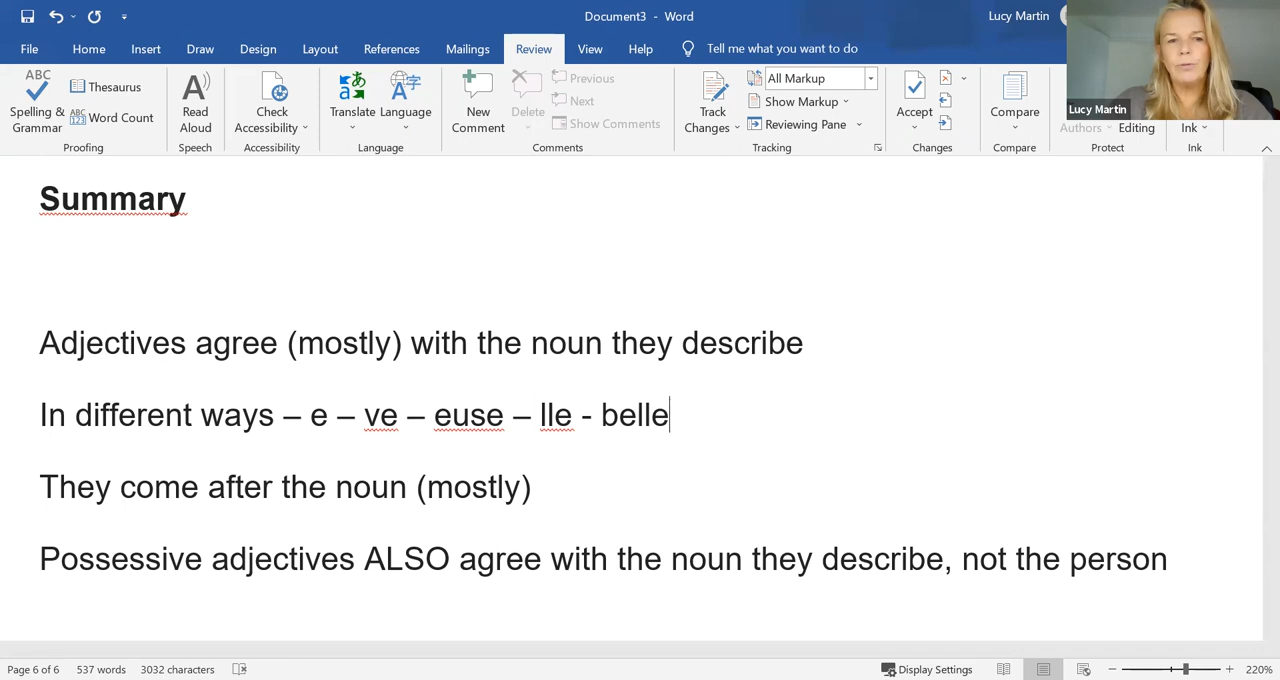 Document3 - Word
Lucy Martin
File Home Insert Draw Design Layout References Mailings Review View Help Tell me what you want to do
ABC
Spelling &
Grammar
Thesaurus
ABC
123 Word Count
Proofing
A
Read
Aloud
Speech
Check
Accessibility
Accessibility
Translate
Language
Language
New
Comment
Delete
Previous
Next
Show Comments
Comments
Track
Changes
All Markup
Show Markup
Reviewing Pane
Tracking
Accept
Changes
Compare
Compare
Authors
Editing
Protect
Ink
Ink
Lucy Martin
Summary
Adjectives agree (mostly) with the noun they describe
In different ways – e – ve – euse – lle - belle
They come after the noun (mostly)
Possessive adjectives ALSO agree with the noun they describe, not the person
Page 6 of 6 537 words 3032 characters Display Settings 220%